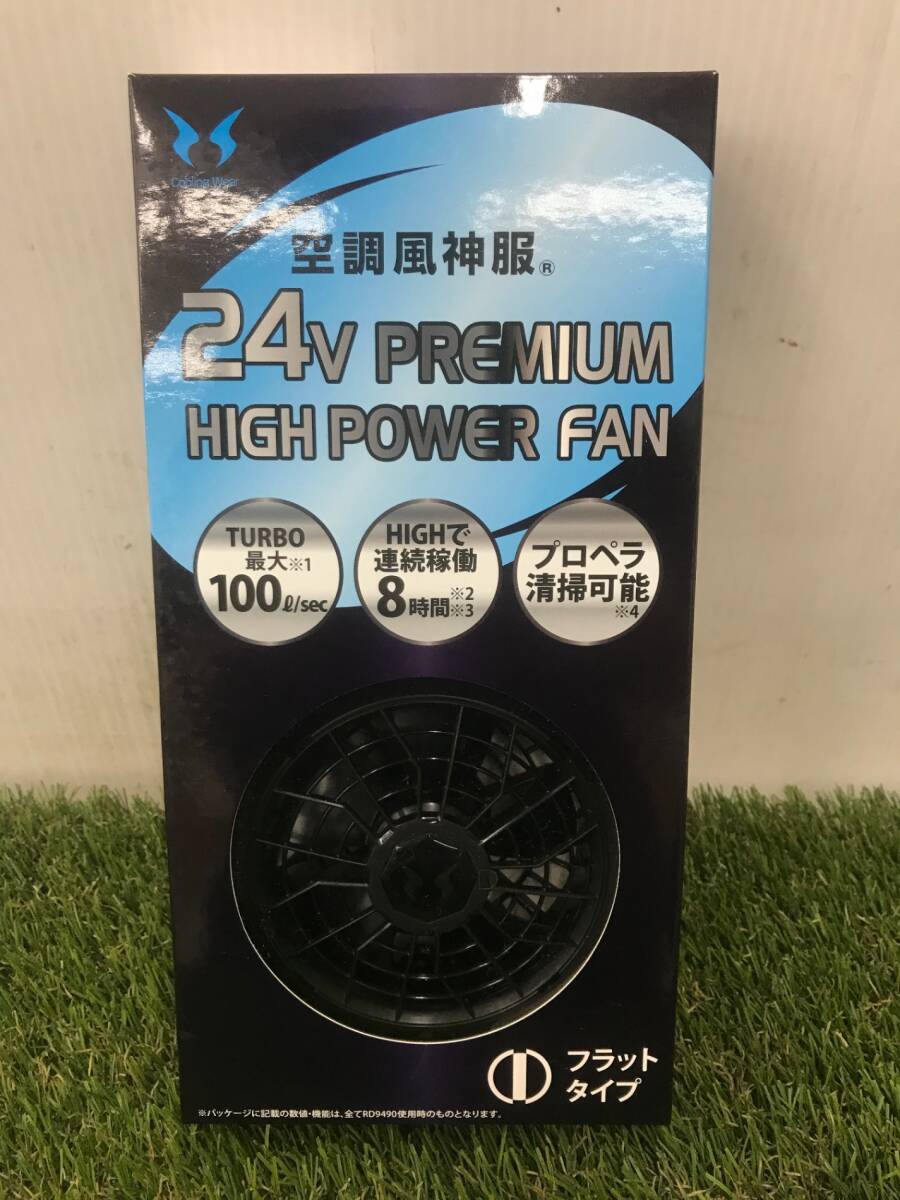 Cooling Wear
空調風神服®
24V PREMIUM
HIGH POWER FAN
TURBO
最大※1
100ℓ/sec
HIGHで
連続稼働
8時間※2※3
プロペラ
清掃可能
※4
フラット
タイプ
※パッケージに記載の数値・機能は、全てRD9490使用時のものとなります。